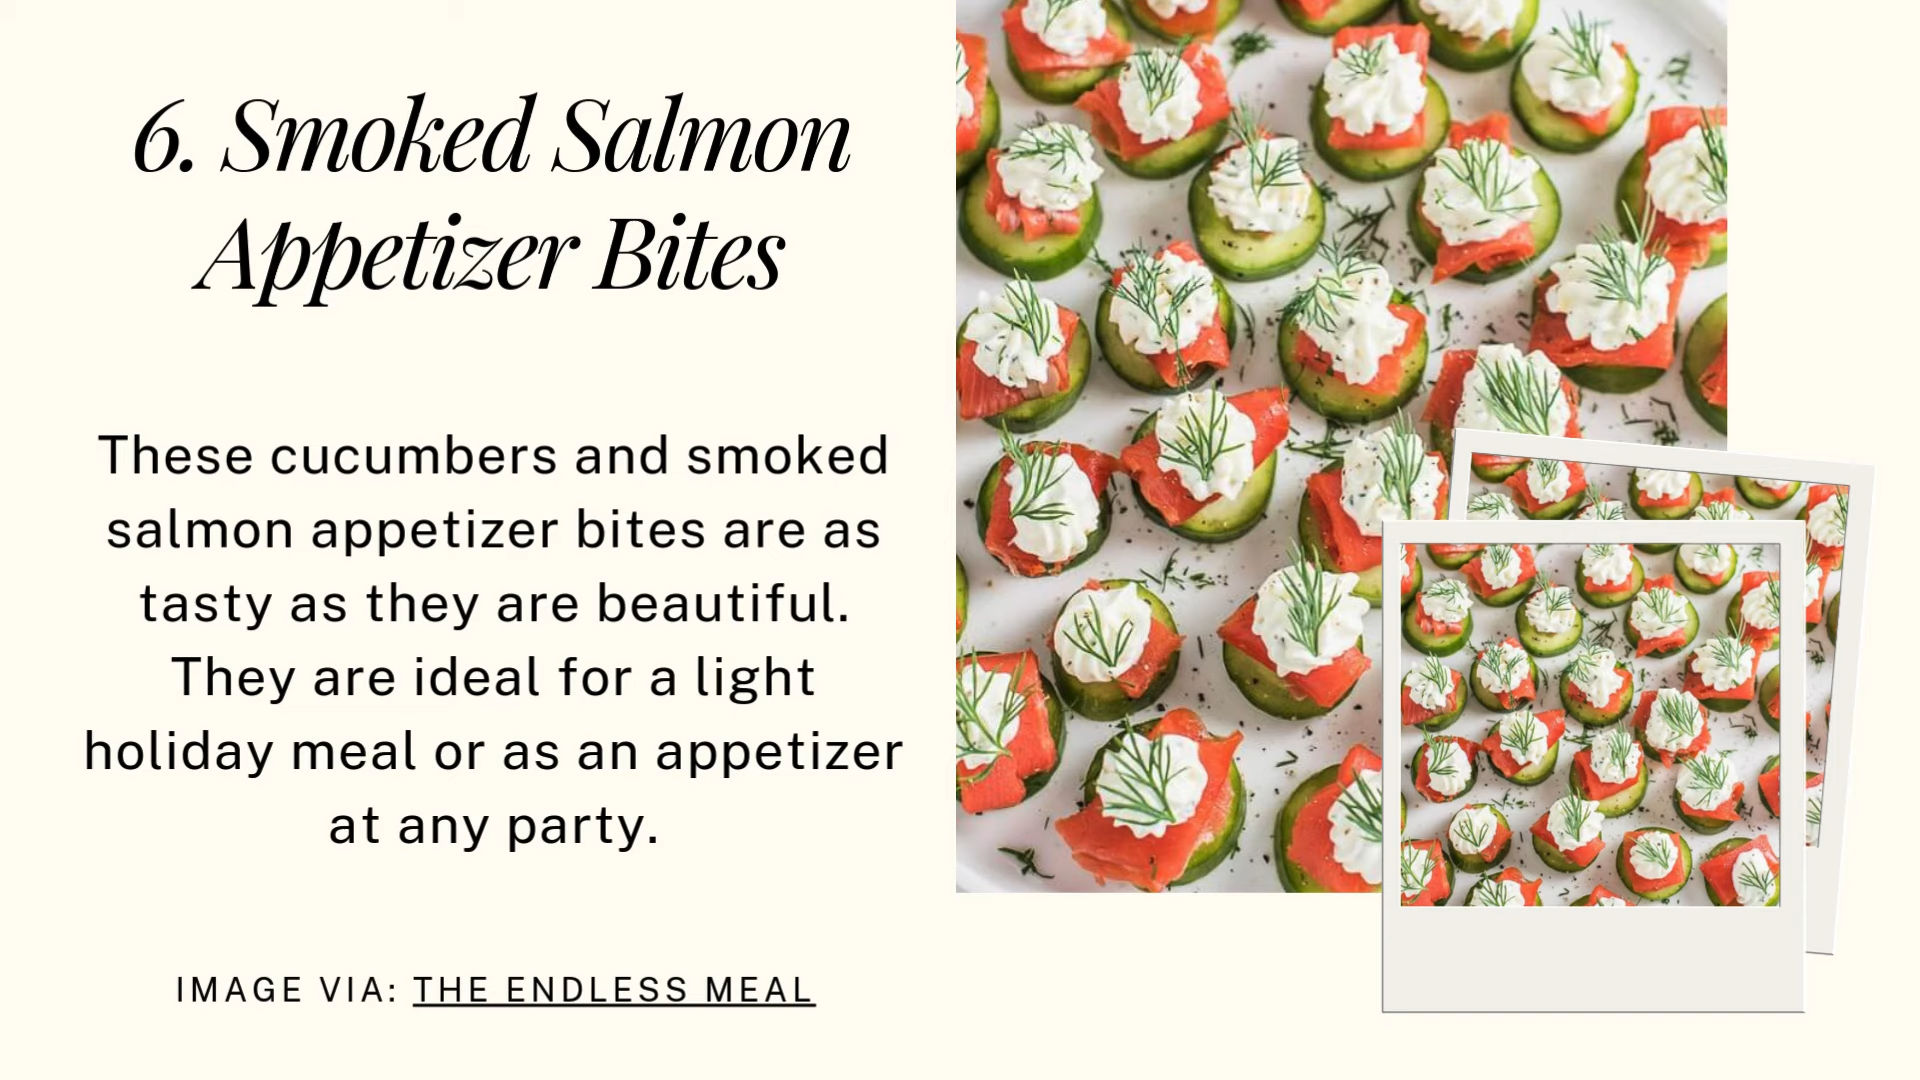 6. Smoked Salmon
Appetizer Bites
These cucumbers and smoked
salmon appetizer bites are as
tasty as they are beautiful.
They are ideal for a light
holiday meal or as an appetizer
at any party.
IMAGE VIA: THE ENDLESS MEAL